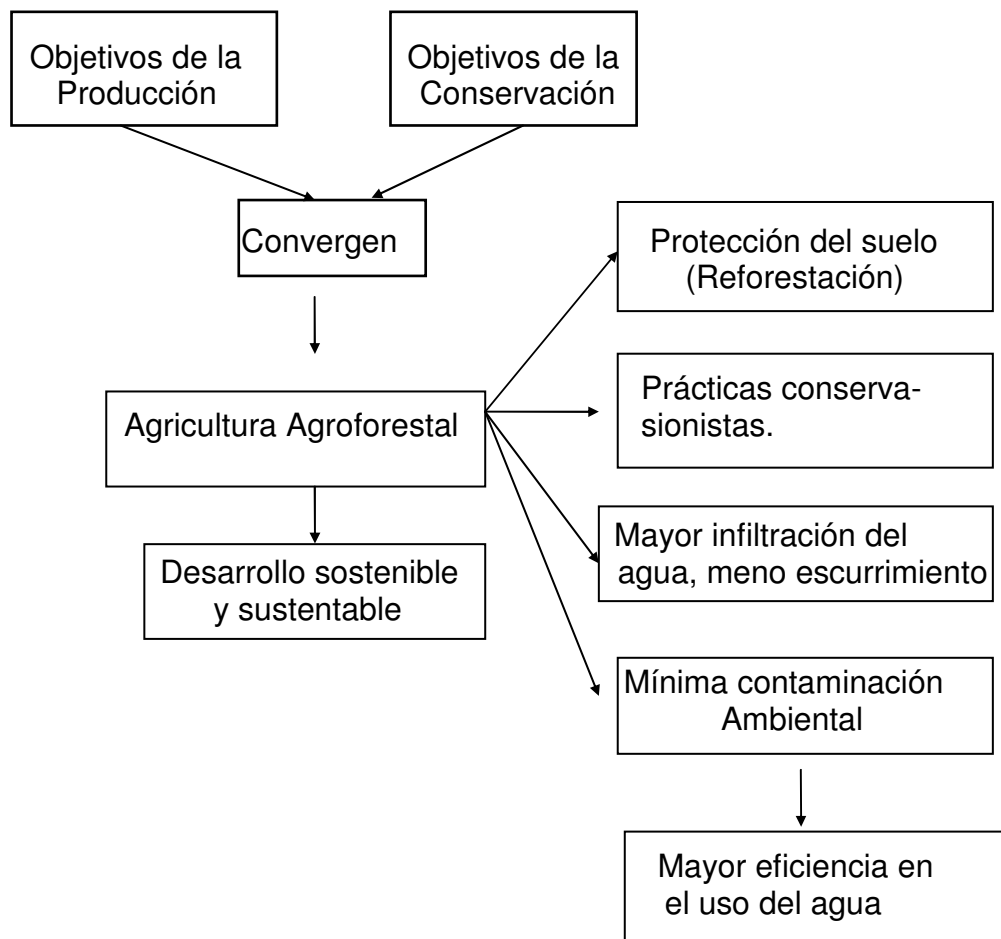 Objetivos de la
Producción
Objetivos de la
Conservación
Convergen
Protección del suelo
(Reforestación)
Prácticas conserva-
sionistas.
Agricultura Agroforestal
Mayor infiltración del
agua, meno escurrimiento
Desarrollo sostenible
y sustentable
Mínima contaminación
Ambiental
Mayor eficiencia en
el uso del agua